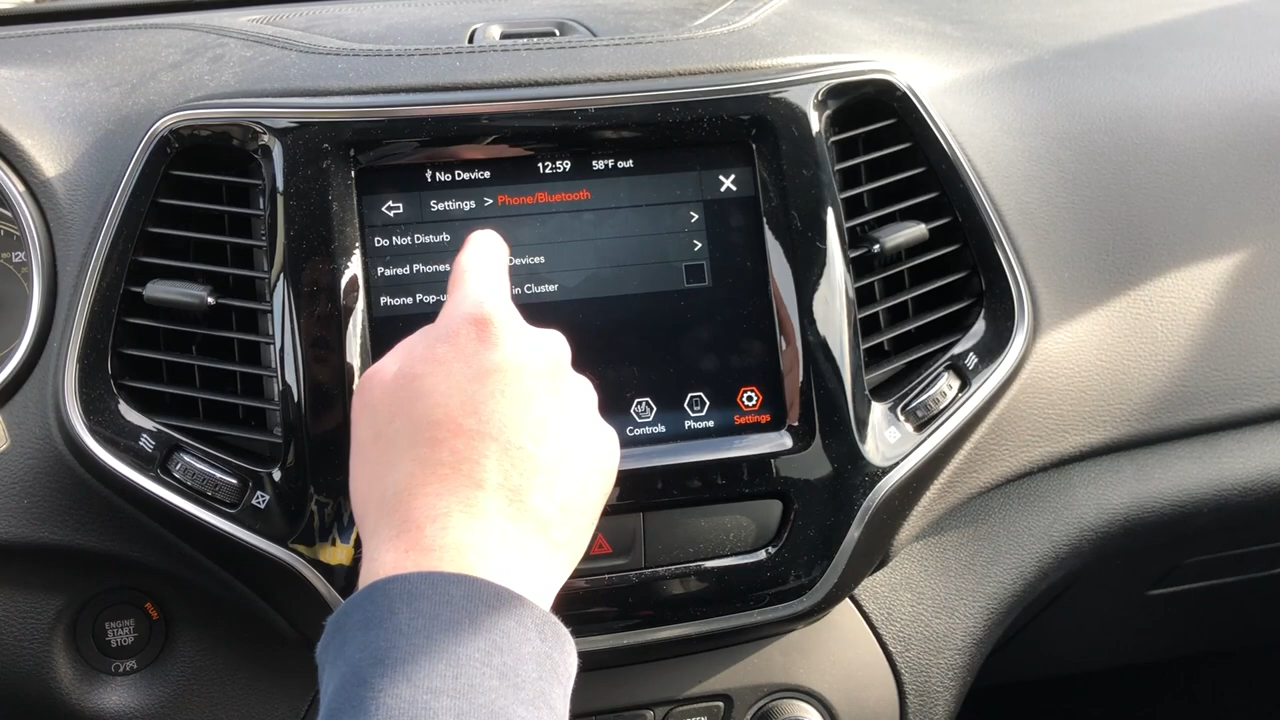 No Device 12:59 58°F out
Settings > Phone/Bluetooth
Do Not Disturb
Paired Phones Devices
Phone Pop-u in Cluster
Controls Phone Settings
120
RUN
ENGINE
START
STOP